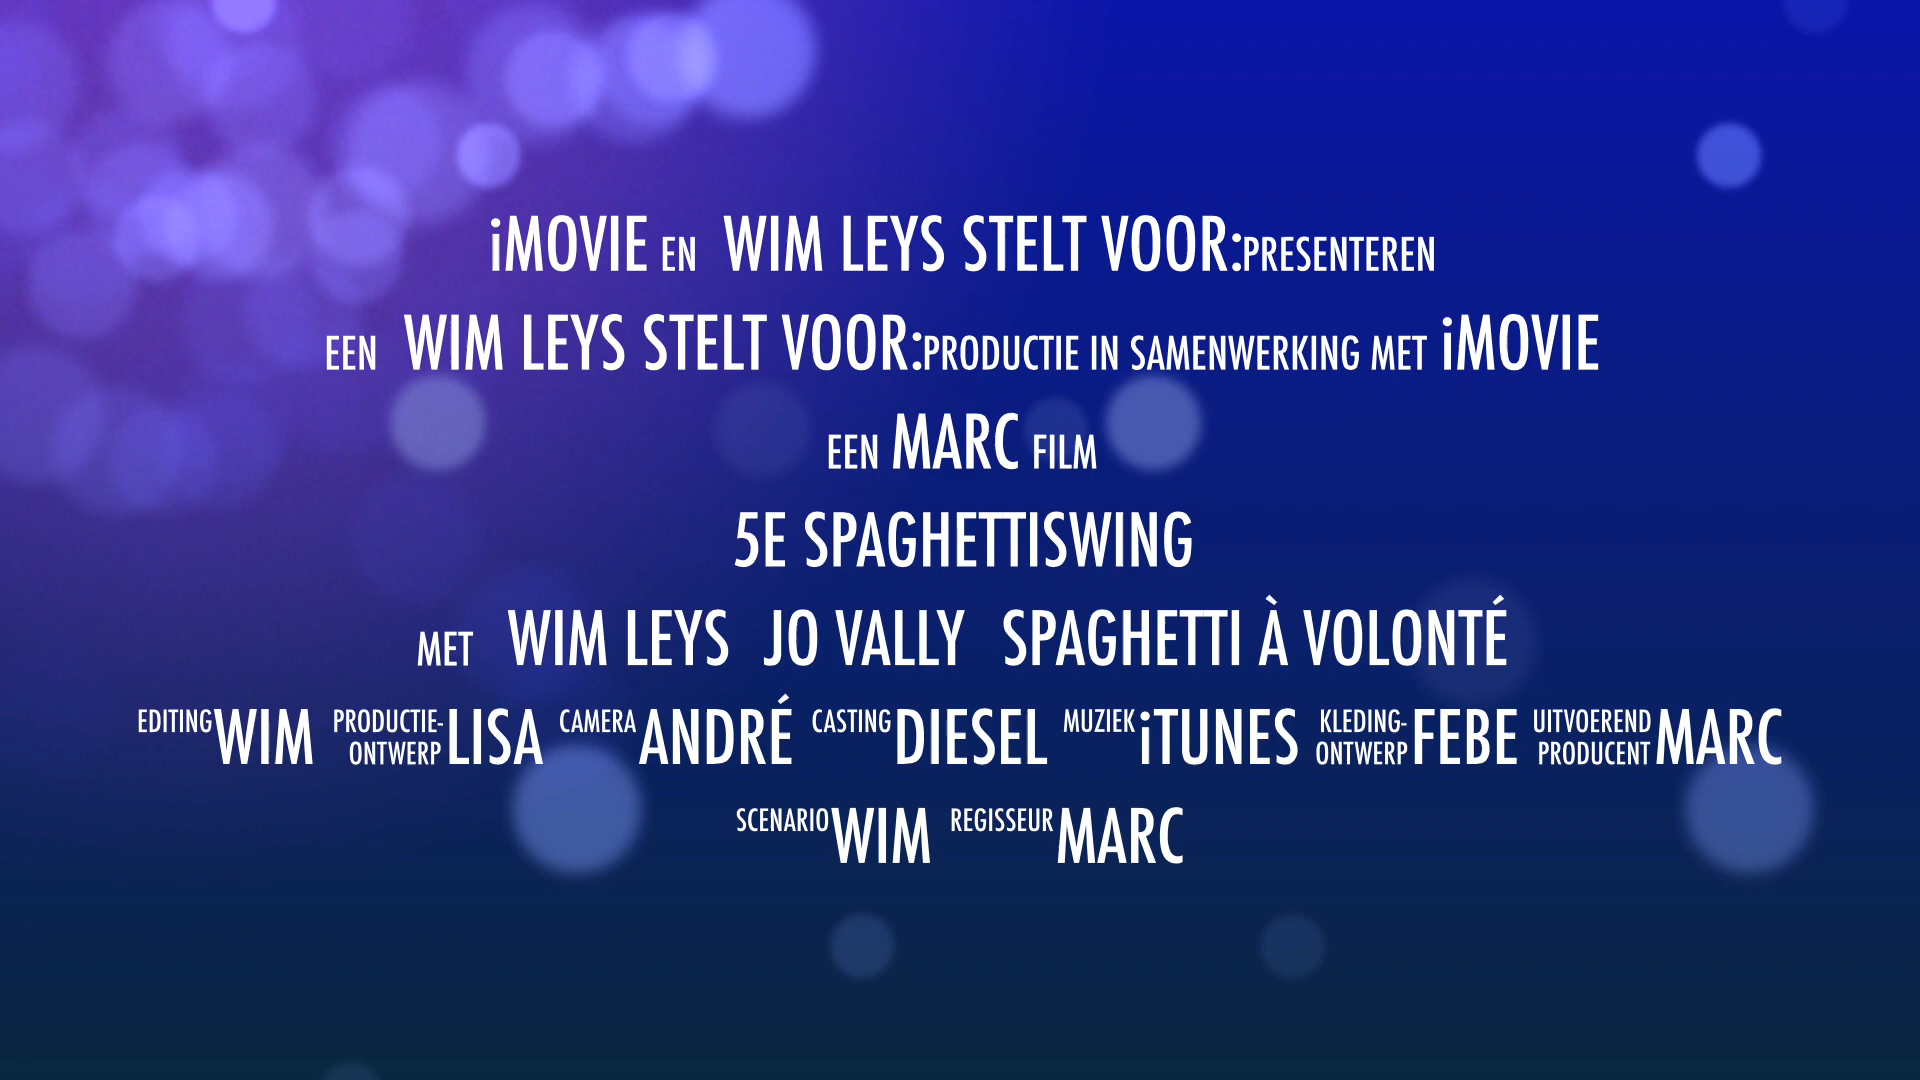 iMOVIE EN WIM LEYS STELT VOOR:PRESENTEREN
EEN WIM LEYS STELT VOOR:PRODUCTIE IN SAMENWERKING MET iMOVIE
EEN MARC FILM
5E SPAGHETTISWING
MET WIM LEYS JO VALLY SPAGHETTI À VOLONTÉ
EDITING WIM PRODUCTIE-ONTWERP LISA CAMERA ANDRÉ CASTING DIESEL MUZIEK iTUNES KLEDING-ONTWERP FEBE UITVOEREND PRODUCENT MARC
SCENARIO WIM REGISSEUR MARC